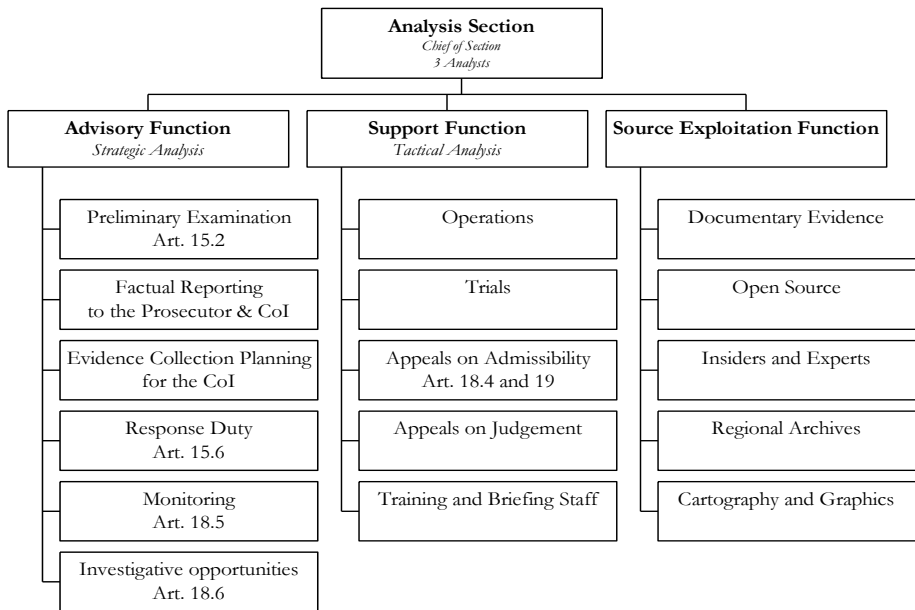 Analysis Section
Chief of Section
3 Analysts
Advisory Function
Strategic Analysis
Support Function
Tactical Analysis
Source Exploitation Function
Preliminary Examination
Art. 15.2
Factual Reporting
to the Prosecutor & CoI
Evidence Collection Planning
for the CoI
Response Duty
Art. 15.6
Monitoring
Art. 18.5
Investigative opportunities
Art. 18.6
Operations
Trials
Appeals on Admissibility
Art. 18.4 and 19
Appeals on Judgement
Training and Briefing Staff
Documentary Evidence
Open Source
Insiders and Experts
Regional Archives
Cartography and Graphics